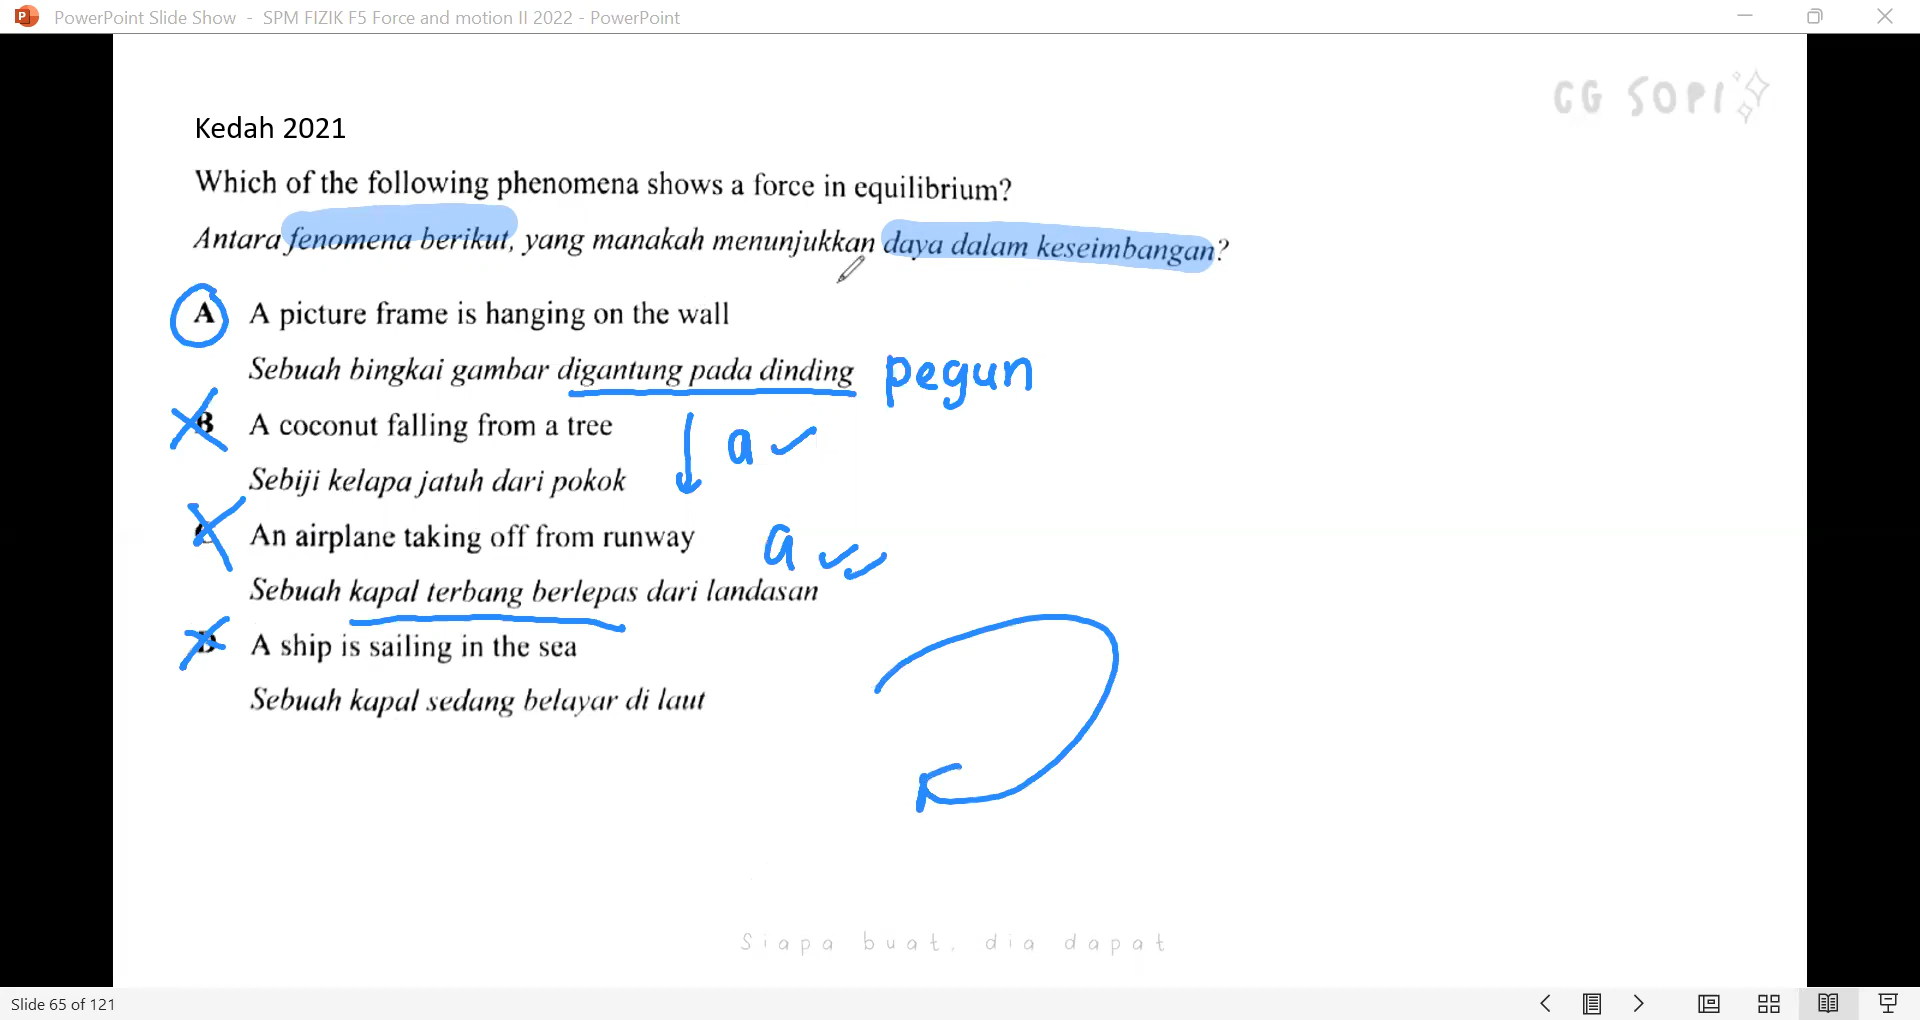 PowerPoint Slide Show - SPM FIZIK F5 Force and motion II 2022 - PowerPoint
CG SOPI
Kedah 2021
Which of the following phenomena shows a force in equilibrium?
Antara fenomena berikut, yang manakah menunjukkan daya dalam keseimbangan?
A A picture frame is hanging on the wall
Sebuah bingkai gambar digantung pada dinding pegun
B A coconut falling from a tree
a
Sebiji kelapa jatuh dari pokok
An airplane taking off from runway a
Sebuah kapal terbang berlepas dari landasan
D A ship is sailing in the sea
Sebuah kapal sedang belayar di laut
Siapa buat, dia dapat
Slide 65 of 121